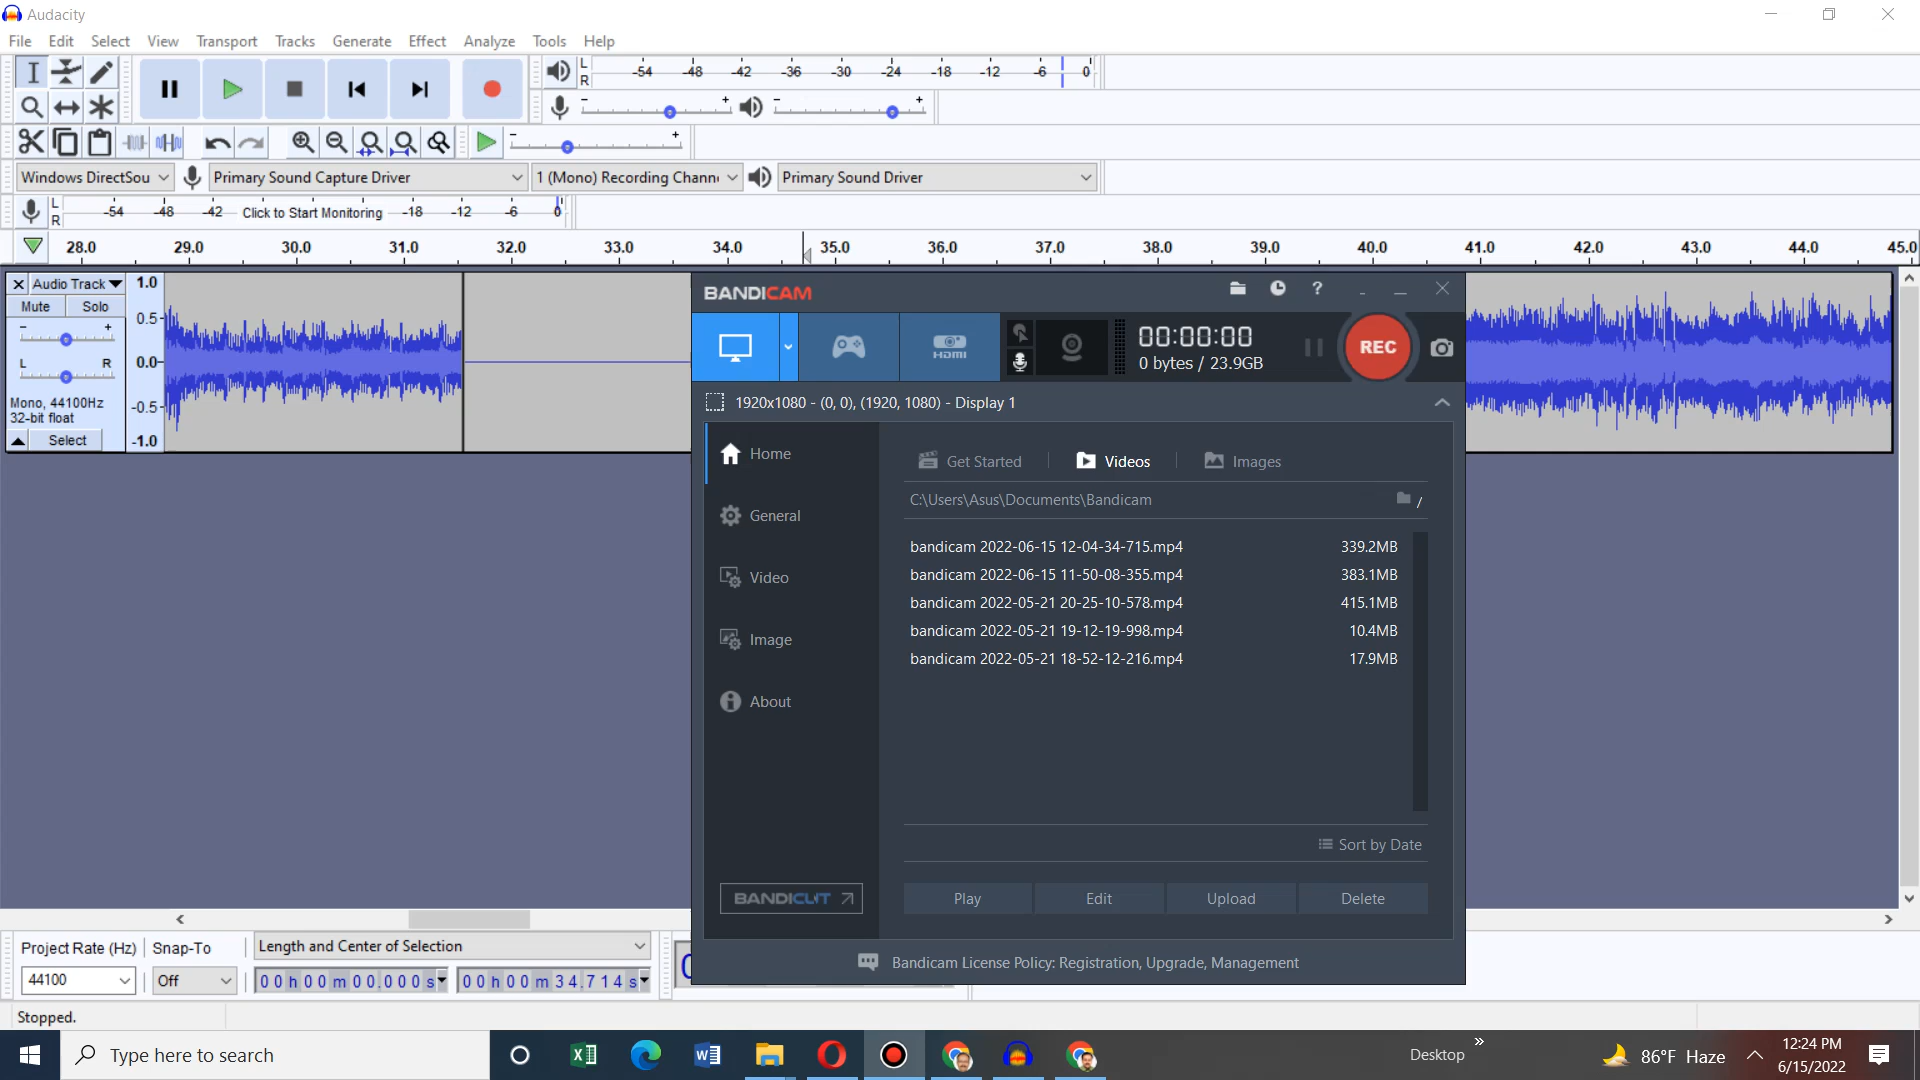 Audacity
File Edit Select View Transport Tracks Generate Effect Analyze Tools Help
L R -54 -48 -42 -36 -30 -24 -18 -12 -6 0
Windows DirectSou Primary Sound Capture Driver 1 (Mono) Recording Chann Primary Sound Driver
L R -54 -48 -42 Click to Start Monitoring -18 -12 -6 0
28.0 29.0 30.0 31.0 32.0 33.0 34.0 35.0 36.0 37.0 38.0 39.0 40.0 41.0 42.0 43.0 44.0 45.0
Audio Track 1.0
Mute Solo
0.5
L R 0.0
Mono, 44100Hz
32-bit float
-0.5
Select -1.0
BANDICAM
HDMI
00:00:00
0 bytes / 23.9GB
REC
1920x1080 - (0, 0), (1920, 1080) - Display 1
Home
General
Video
Image
About
BANDICUT
Get Started Videos Images
C:\Users\Asus\Documents\Bandicam
bandicam 2022-06-15 12-04-34-715.mp4 339.2MB
bandicam 2022-06-15 11-50-08-355.mp4 383.1MB
bandicam 2022-05-21 20-25-10-578.mp4 415.1MB
bandicam 2022-05-21 19-12-19-998.mp4 10.4MB
bandicam 2022-05-21 18-52-12-216.mp4 17.9MB
Sort by Date
Play Edit Upload Delete
Bandicam License Policy: Registration, Upgrade, Management
Project Rate (Hz) Snap-To Length and Center of Selection
44100 Off 00h00m00.000s 00h00m34.714s
Stopped.
Type here to search
Desktop
86°F Haze
12:24 PM
6/15/2022